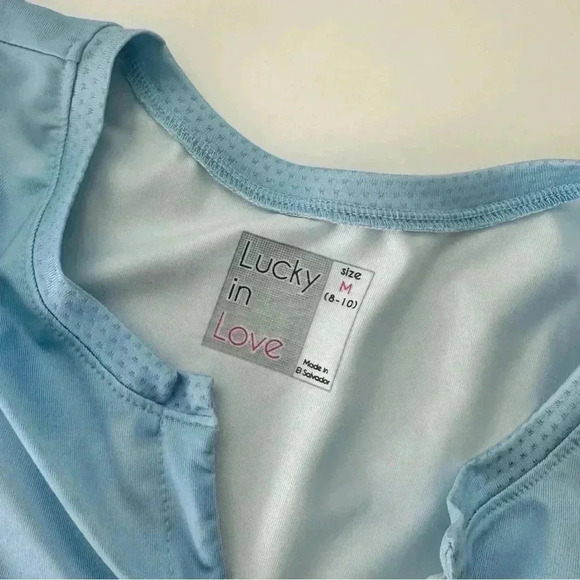 Lucky
in
Love
size
M
(8-10)
Made in
El Salvador